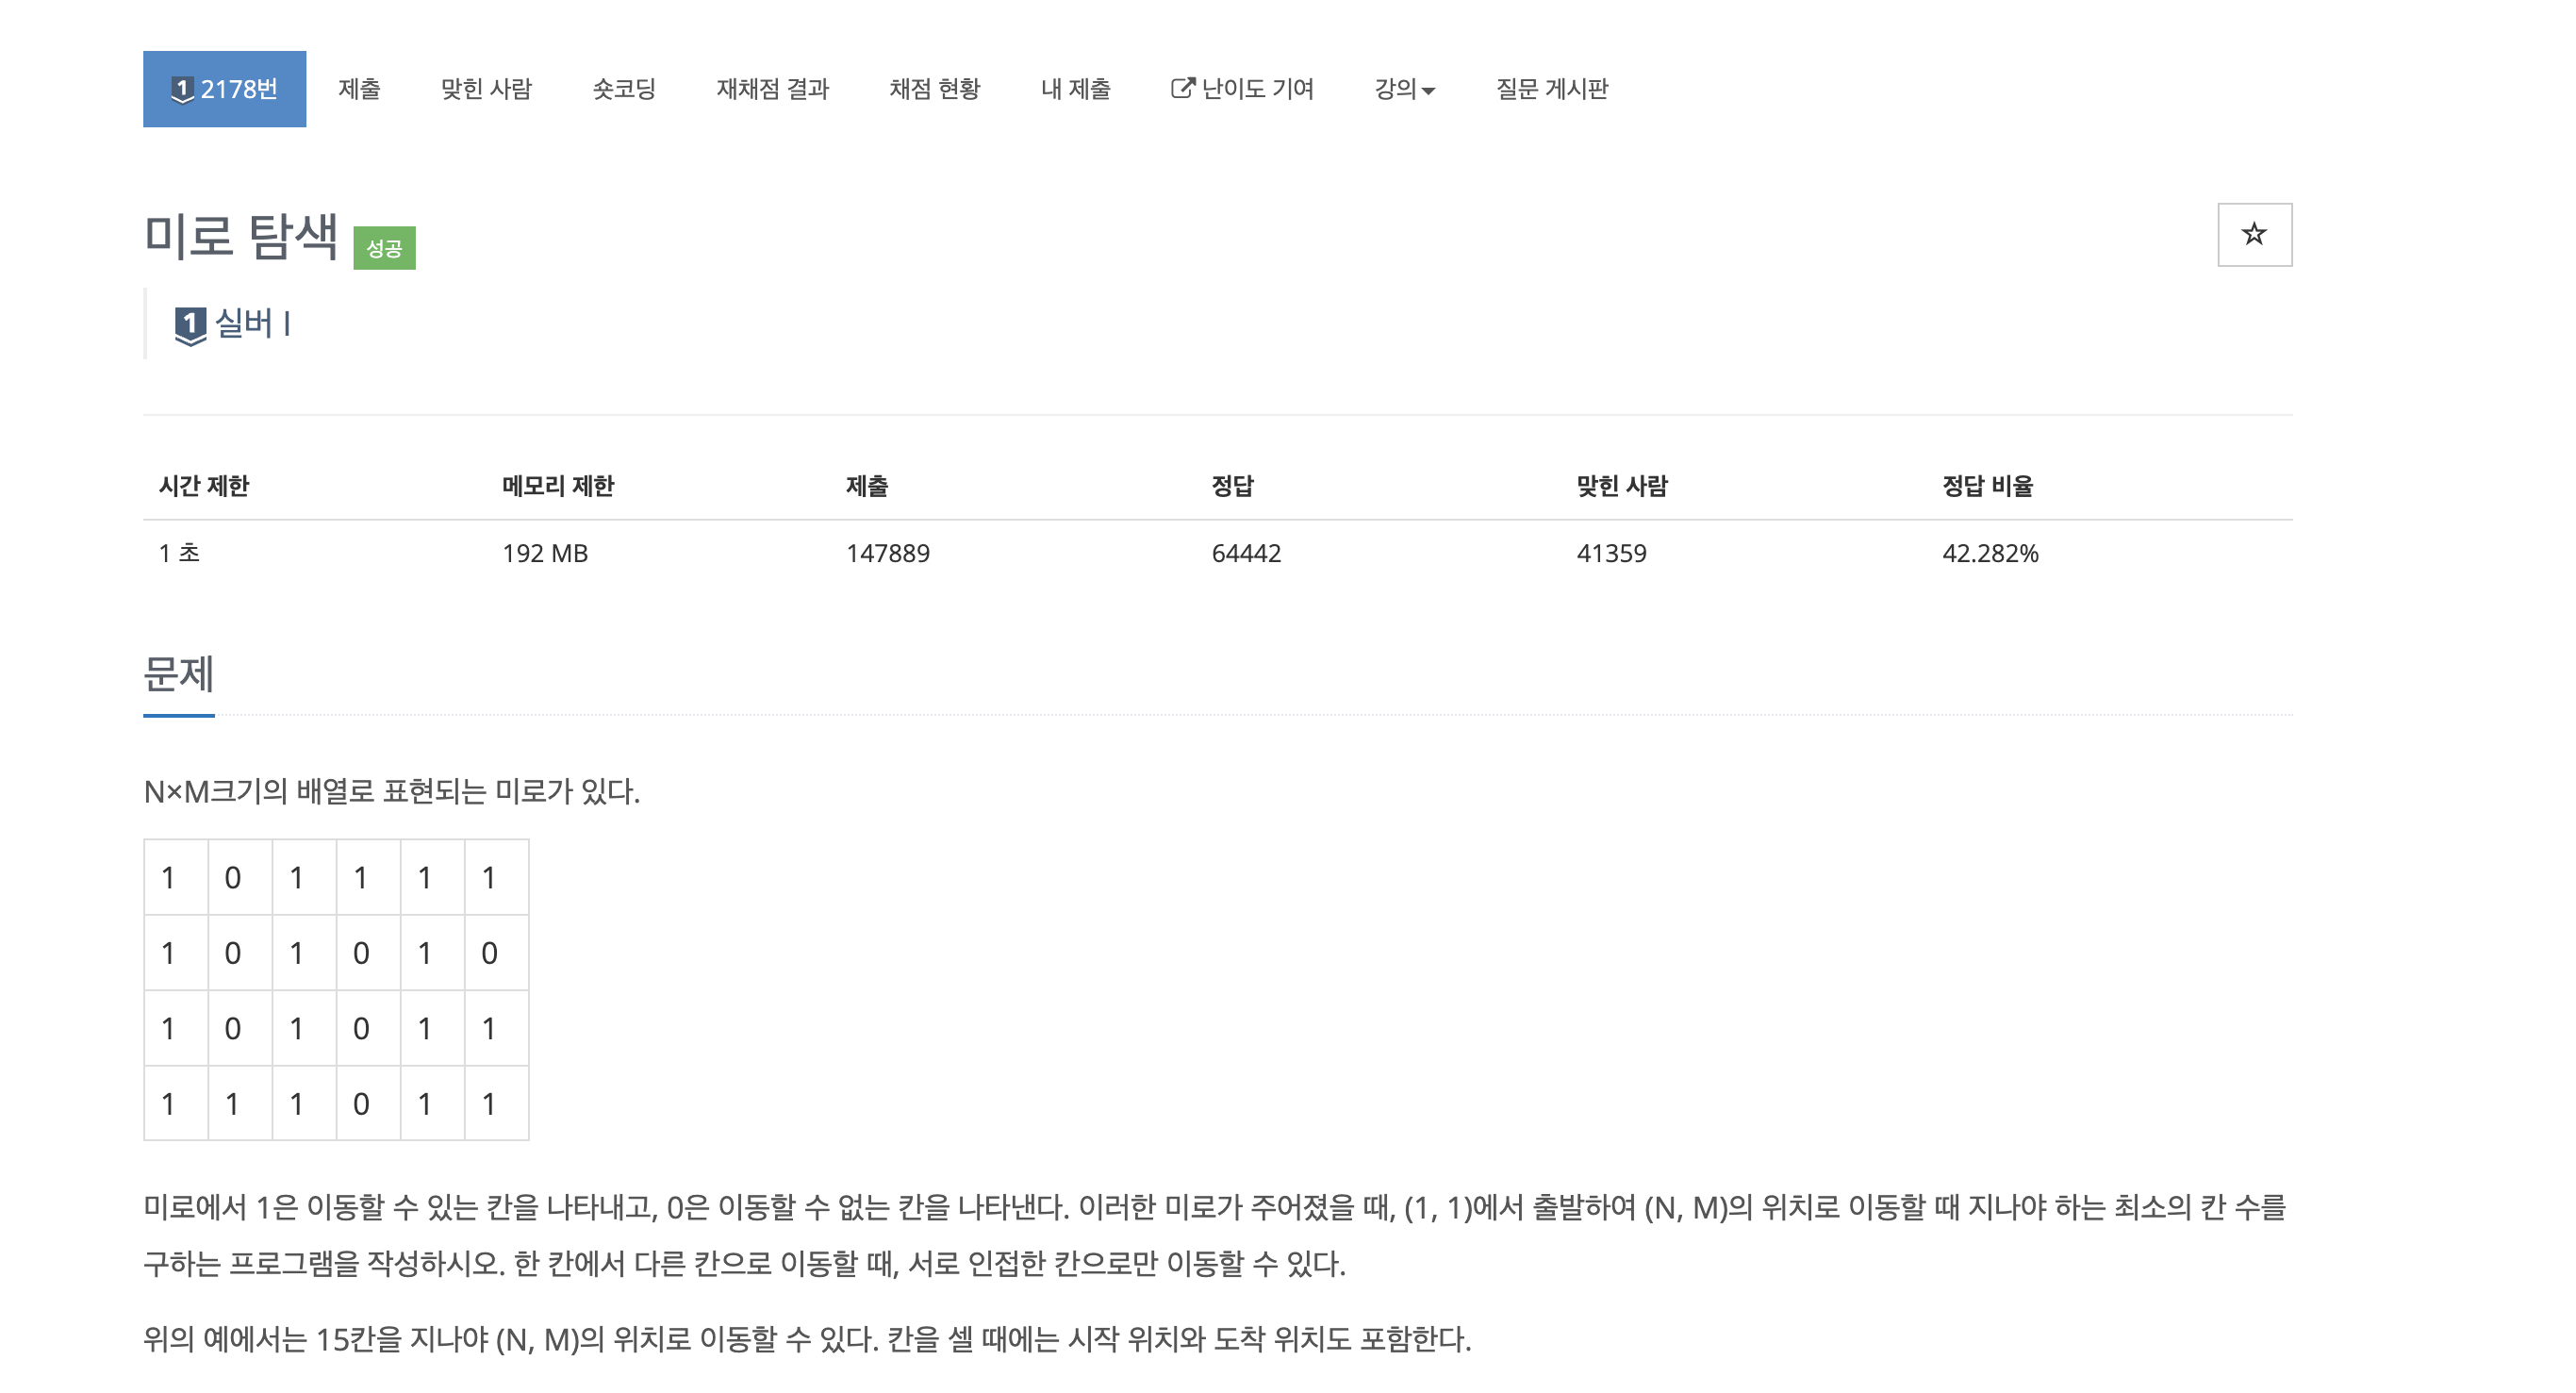 1 2178번 제출 맞힌 사람 숏코딩 재채점 결과 채점 현황 내 제출 난이도 기여 강의 질문 게시판
미로 탐색 성공
1 실버 I
시간 제한 메모리 제한 제출 정답 맞힌 사람 정답 비율
1 초 192 MB 147889 64442 41359 42.282%
문제
N×M크기의 배열로 표현되는 미로가 있다.
1 0 1 1 1 1
1 0 1 0 1 0
1 0 1 0 1 1
1 1 1 0 1 1
미로에서 1은 이동할 수 있는 칸을 나타내고, 0은 이동할 수 없는 칸을 나타낸다. 이러한 미로가 주어졌을 때, (1, 1)에서 출발하여 (N, M)의 위치로 이동할 때 지나야 하는 최소의 칸 수를
구하는 프로그램을 작성하시오. 한 칸에서 다른 칸으로 이동할 때, 서로 인접한 칸으로만 이동할 수 있다.
위의 예에서는 15칸을 지나야 (N, M)의 위치로 이동할 수 있다. 칸을 셀 때에는 시작 위치와 도착 위치도 포함한다.